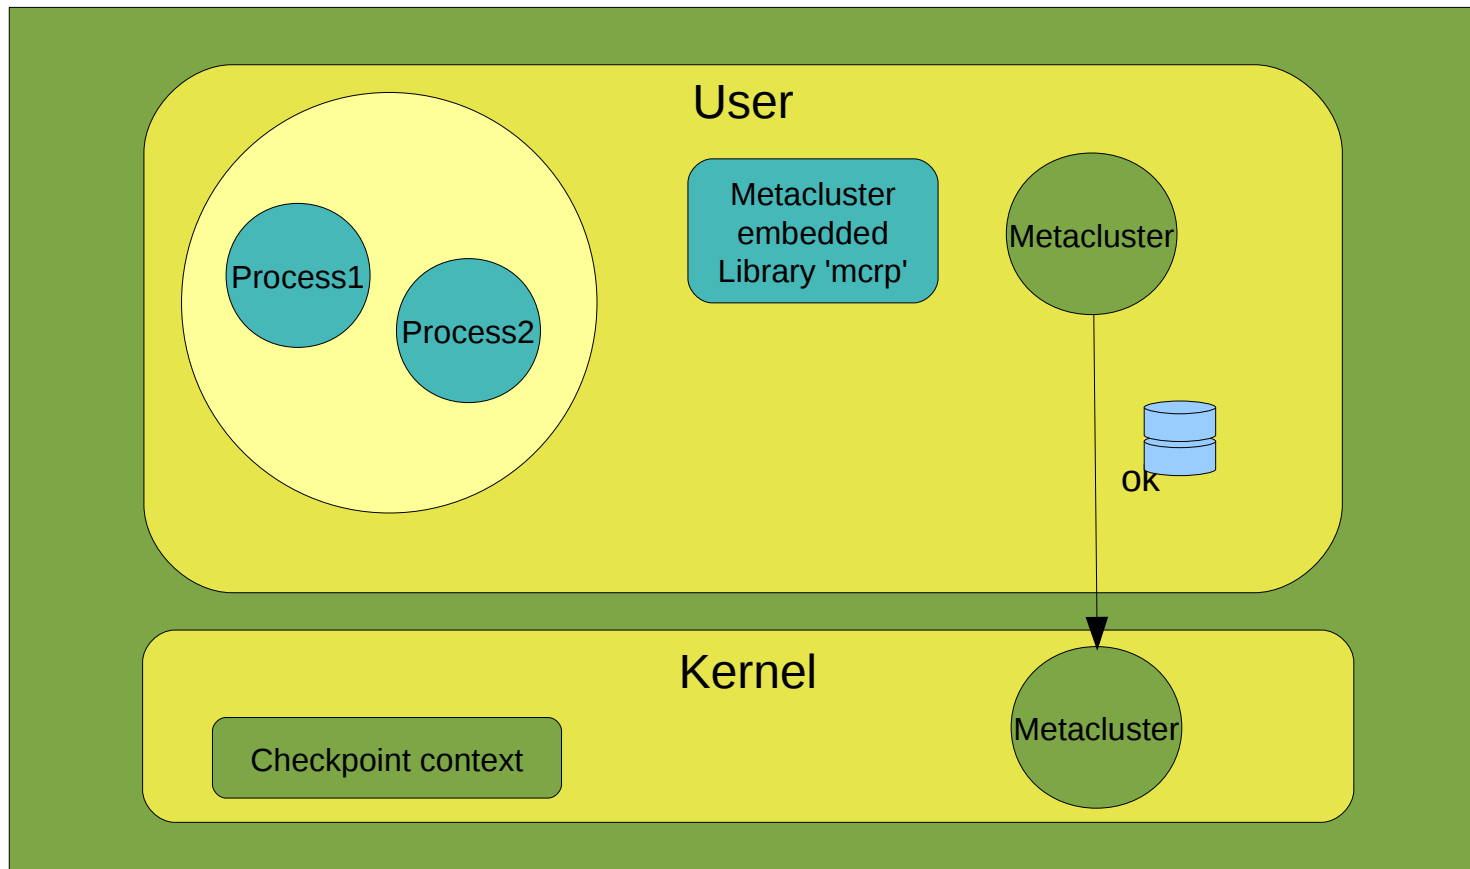 User
Metacluster
embedded
Library 'mcrp'
Metacluster
Process1
Process2
ok
Kernel
Checkpoint context
Metacluster